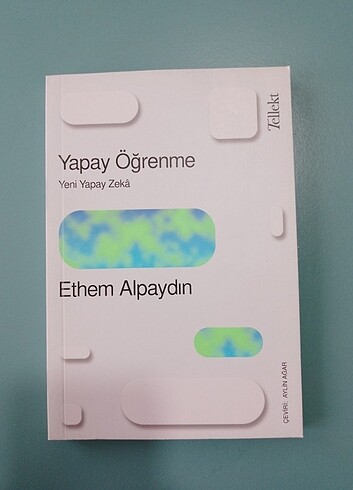 Tellekt
Yapay Öğrenme
Yeni Yapay Zekâ
Ethem Alpaydın
ÇEVİRİ: AYLİN AĞAR